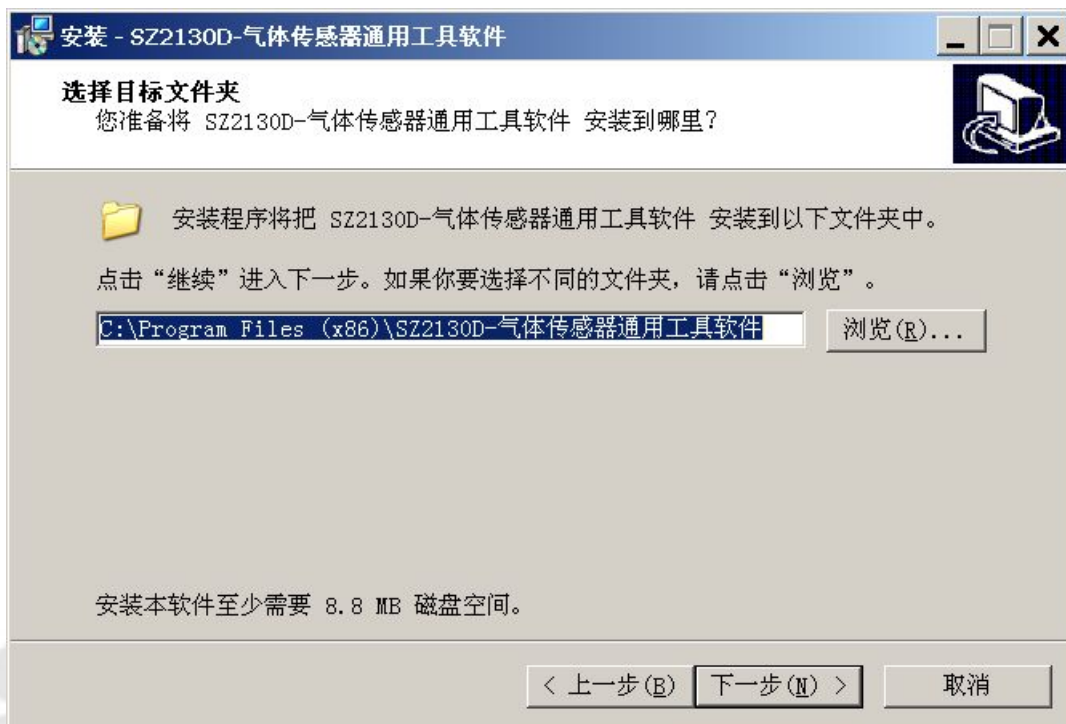 安装 - SZ2130D-气体传感器通用工具软件
选择目标文件夹
您准备将 SZ2130D-气体传感器通用工具软件 安装到哪里？
安装程序将把 SZ2130D-气体传感器通用工具软件 安装到以下文件夹中。
点击“继续”进入下一步。如果你要选择不同的文件夹，请点击“浏览”。
C:\Program Files (x86)\SZ2130D-气体传感器通用工具软件
浏览(R)...
安装本软件至少需要 8.8 MB 磁盘空间。
< 上一步(B) 下一步(N) > 取消